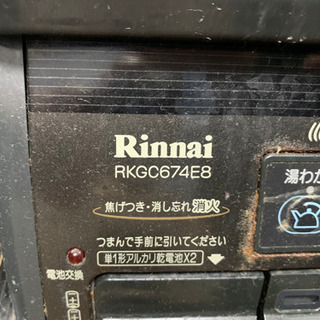 Rinnai
RKGC674E8
焦げつき・消し忘れ消火
湯わか
つまんで手前に引いてください
電池交換
単1形アルカリ乾電池X2